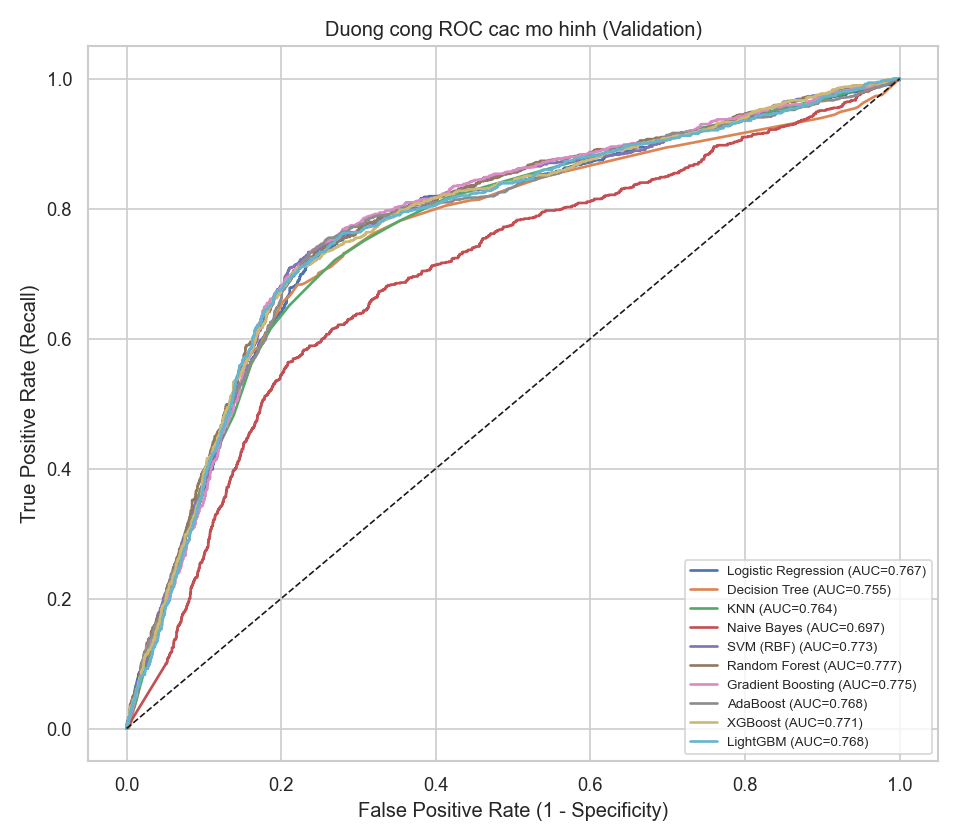 Duong cong ROC cac mo hinh (Validation)
True Positive Rate (Recall)
1.0
0.8
0.6
0.4
0.2
0.0
0.0 0.2 0.4 0.6 0.8 1.0
False Positive Rate (1 - Specificity)
Logistic Regression (AUC=0.767)
Decision Tree (AUC=0.755)
KNN (AUC=0.764)
Naive Bayes (AUC=0.697)
SVM (RBF) (AUC=0.773)
Random Forest (AUC=0.777)
Gradient Boosting (AUC=0.775)
AdaBoost (AUC=0.768)
XGBoost (AUC=0.771)
LightGBM (AUC=0.768)